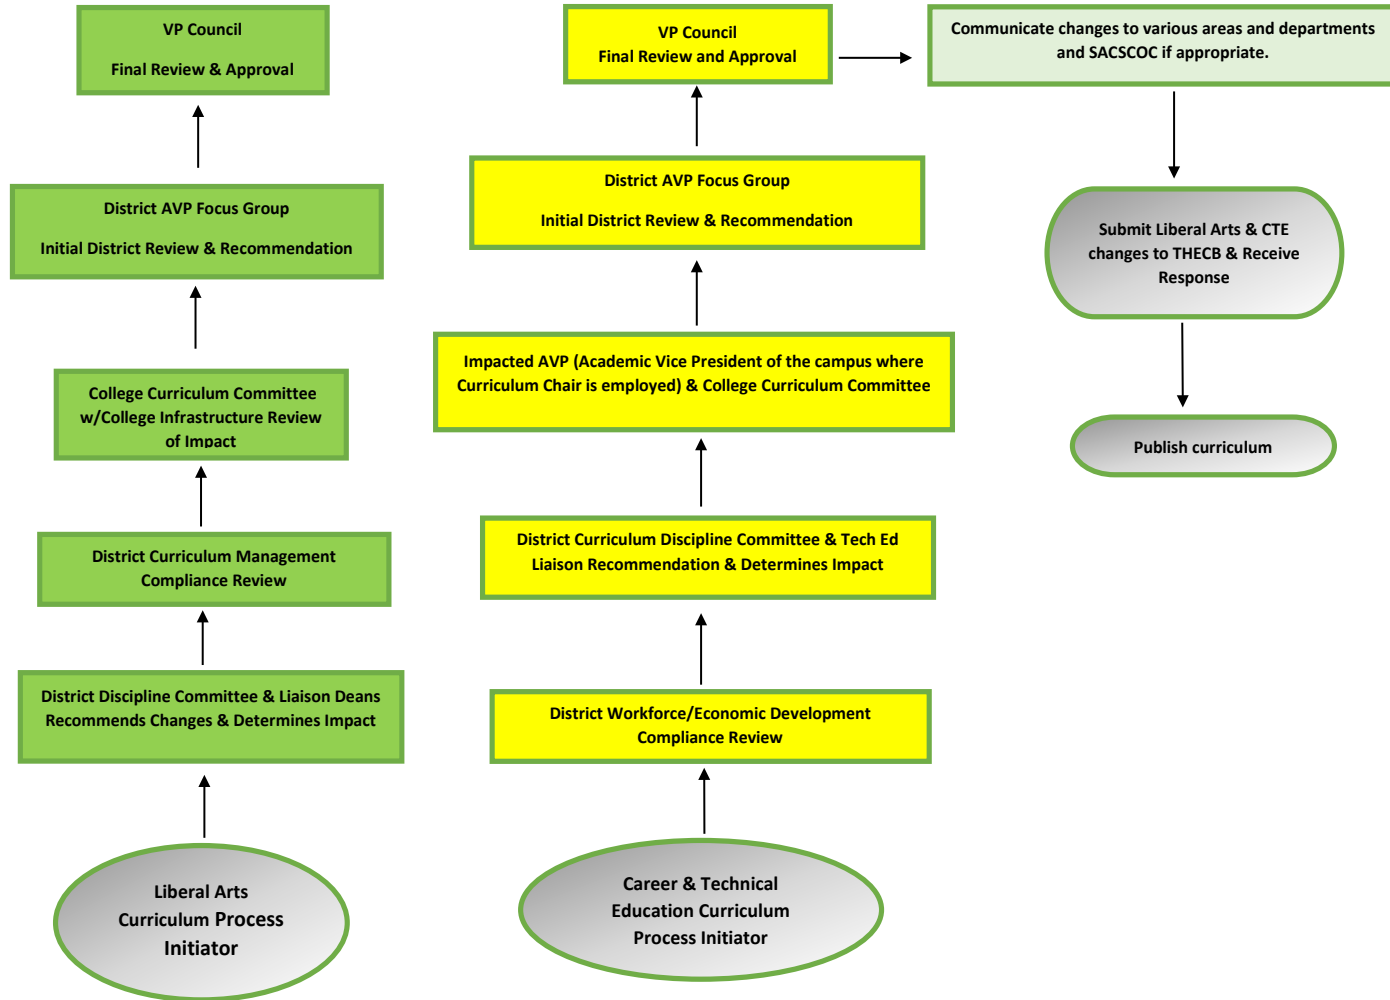 VP Council
Final Review & Approval
District AVP Focus Group
Initial District Review & Recommendation
College Curriculum Committee
w/College Infrastructure Review
of Impact
District Curriculum Management
Compliance Review
District Discipline Committee & Liaison Deans
Recommends Changes & Determines Impact
Liberal Arts
Curriculum Process
Initiator
VP Council
Final Review and Approval
District AVP Focus Group
Initial District Review & Recommendation
Impacted AVP (Academic Vice President of the campus where
Curriculum Chair is employed) & College Curriculum Committee
District Curriculum Discipline Committee & Tech Ed
Liaison Recommendation & Determines Impact
District Workforce/Economic Development
Compliance Review
Career & Technical
Education Curriculum
Process Initiator
Communicate changes to various areas and departments
and SACSCOC if appropriate.
Submit Liberal Arts & CTE
changes to THECB & Receive
Response
Publish curriculum